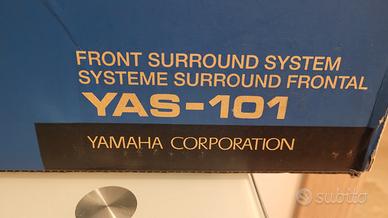 FRONT SURROUND SYSTEM
SYSTEME SURROUND FRONTAL
YAS-101
YAMAHA CORPORATION
subito